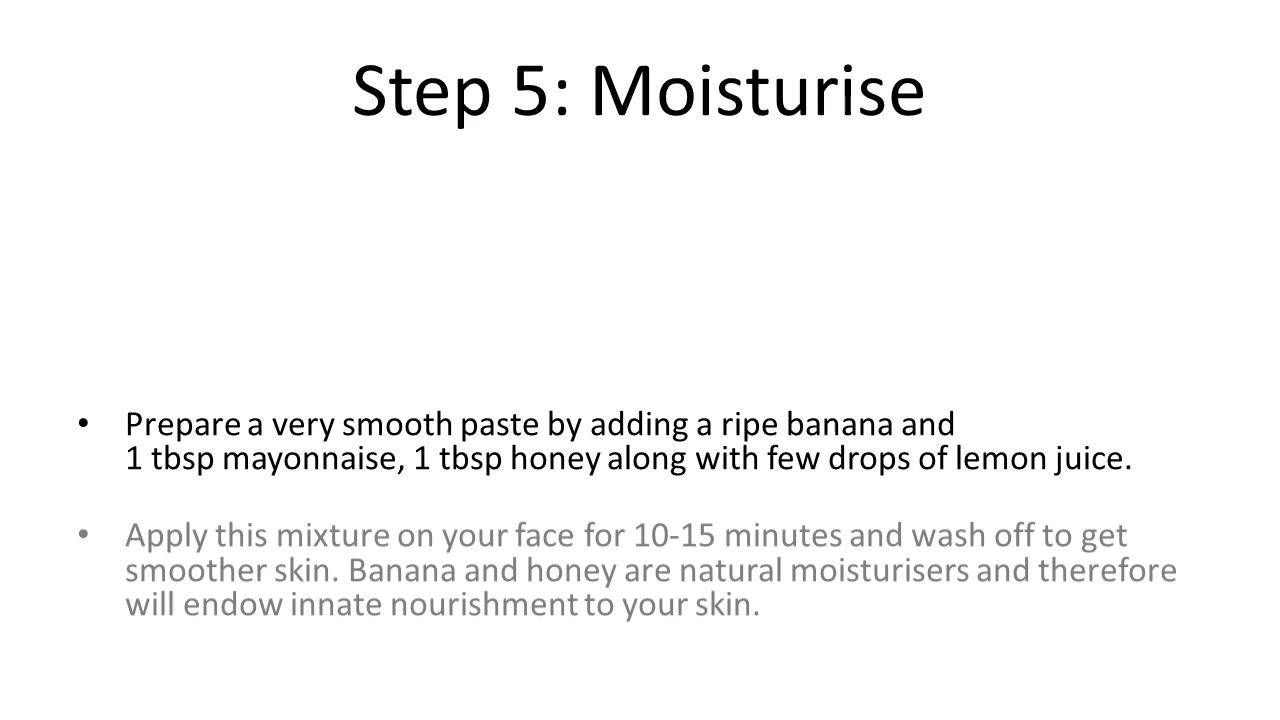 Step 5: Moisturise
• Prepare a very smooth paste by adding a ripe banana and
1 tbsp mayonnaise, 1 tbsp honey along with few drops of lemon juice.
• Apply this mixture on your face for 10-15 minutes and wash off to get
smoother skin. Banana and honey are natural moisturisers and therefore
will endow innate nourishment to your skin.